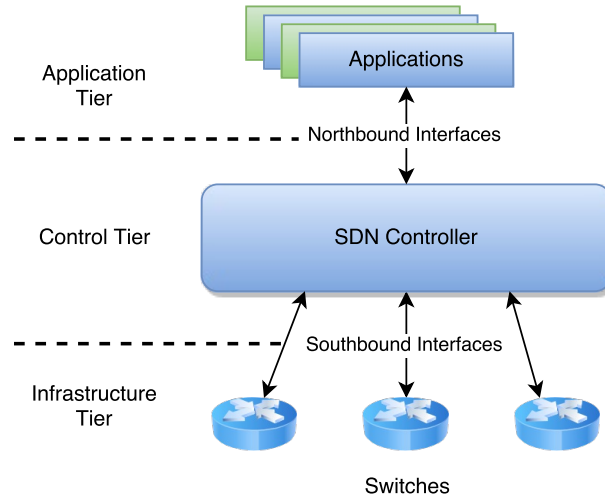 Applications
Application
Tier
Northbound Interfaces
SDN Controller
Control Tier
Southbound Interfaces
Infrastructure
Tier
Switches